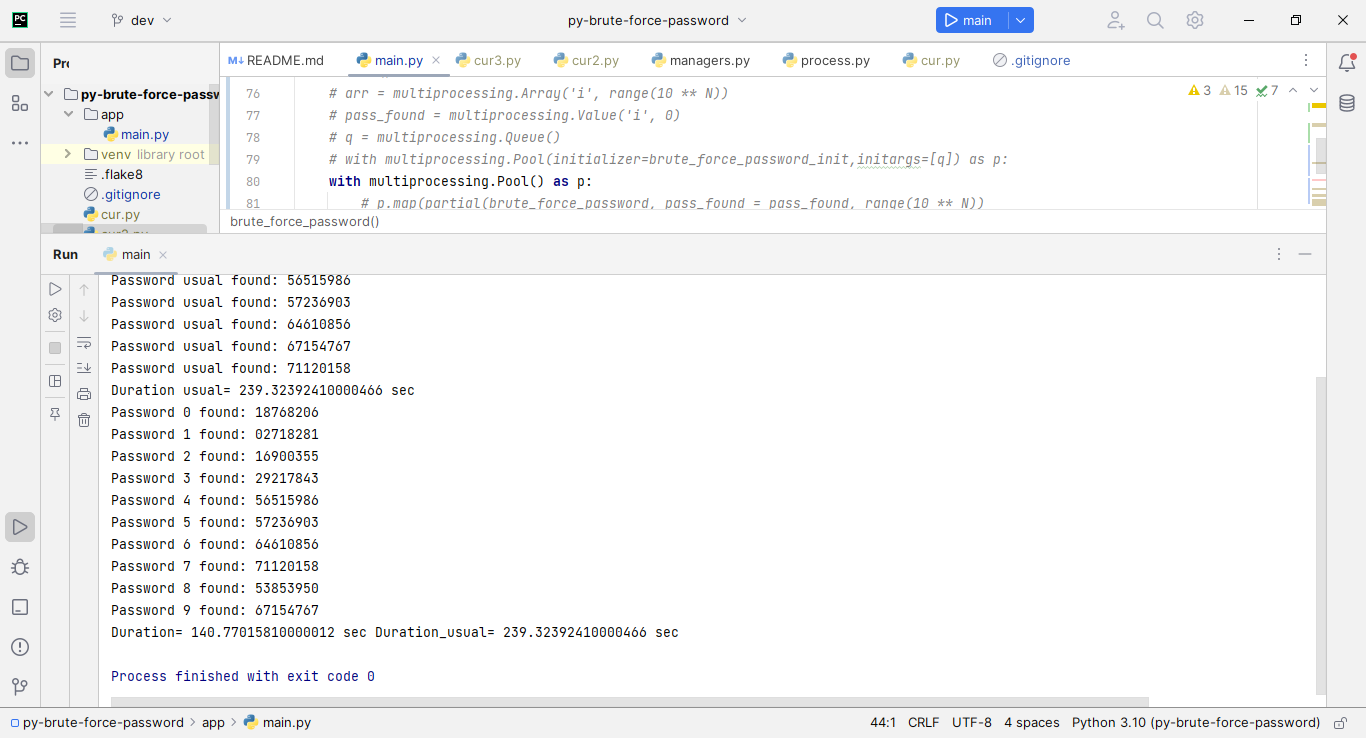 PC
dev
py-brute-force-password
main
README.md
main.py
cur3.py
cur2.py
managers.py
process.py
cur.py
.gitignore
py-brute-force-passw
app
main.py
venv library root
.flake8
.gitignore
cur.py
76 # arr = multiprocessing.Array('i', range(10 ** N))
77 # pass_found = multiprocessing.Value('i', 0)
78 # q = multiprocessing.Queue()
79 # with multiprocessing.Pool(initializer=brute_force_password_init,initargs=[q]) as p:
80 with multiprocessing.Pool() as p:
81 # p.map(partial(brute_force_password, pass_found = pass_found, range(10 ** N))
3 15 7
brute_force_password()
Run main
Password usual found: 56515986
Password usual found: 57236903
Password usual found: 64610856
Password usual found: 67154767
Password usual found: 71120158
Duration usual= 239.32392410000466 sec
Password 0 found: 18768206
Password 1 found: 02718281
Password 2 found: 16900355
Password 3 found: 29217843
Password 4 found: 56515986
Password 5 found: 57236903
Password 6 found: 64610856
Password 7 found: 71120158
Password 8 found: 53853950
Password 9 found: 67154767
Duration= 140.77015810000012 sec Duration_usual= 239.32392410000466 sec
Process finished with exit code 0
py-brute-force-password > app > main.py
44:1 CRLF UTF-8 4 spaces Python 3.10 (py-brute-force-password)